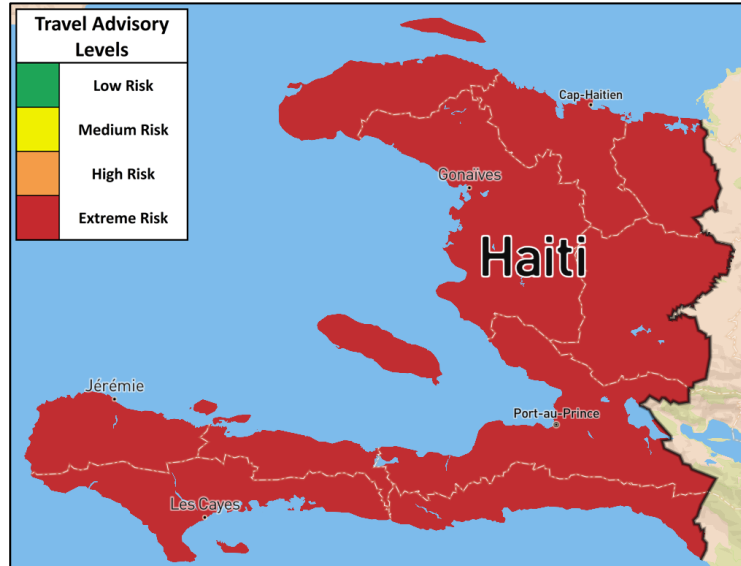 Travel Advisory
Levels
Low Risk
Medium Risk
High Risk
Extreme Risk
Cap-Haitien
Gonaïves
Haiti
Jérémie
Port-au-Prince
Les Cayes